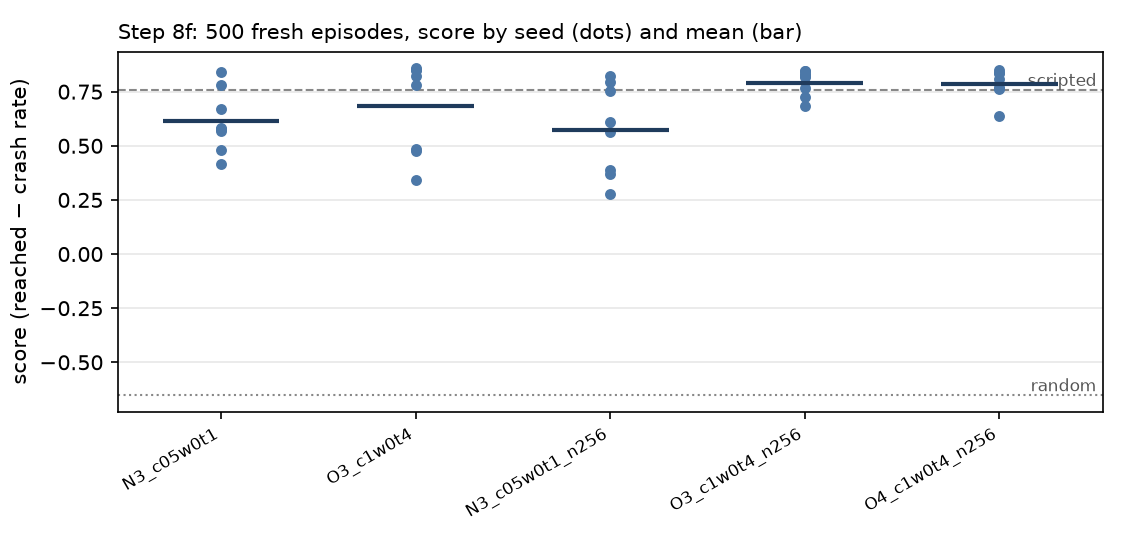 Step 8f: 500 fresh episodes, score by seed (dots) and mean (bar)
score (reached − crash rate)
0.75
0.50
0.25
0.00
−0.25
−0.50
scripted
random
N3_c05w0t1
O3_c1w0t4
N3_c05w0t1_n256
O3_c1w0t4_n256
O4_c1w0t4_n256